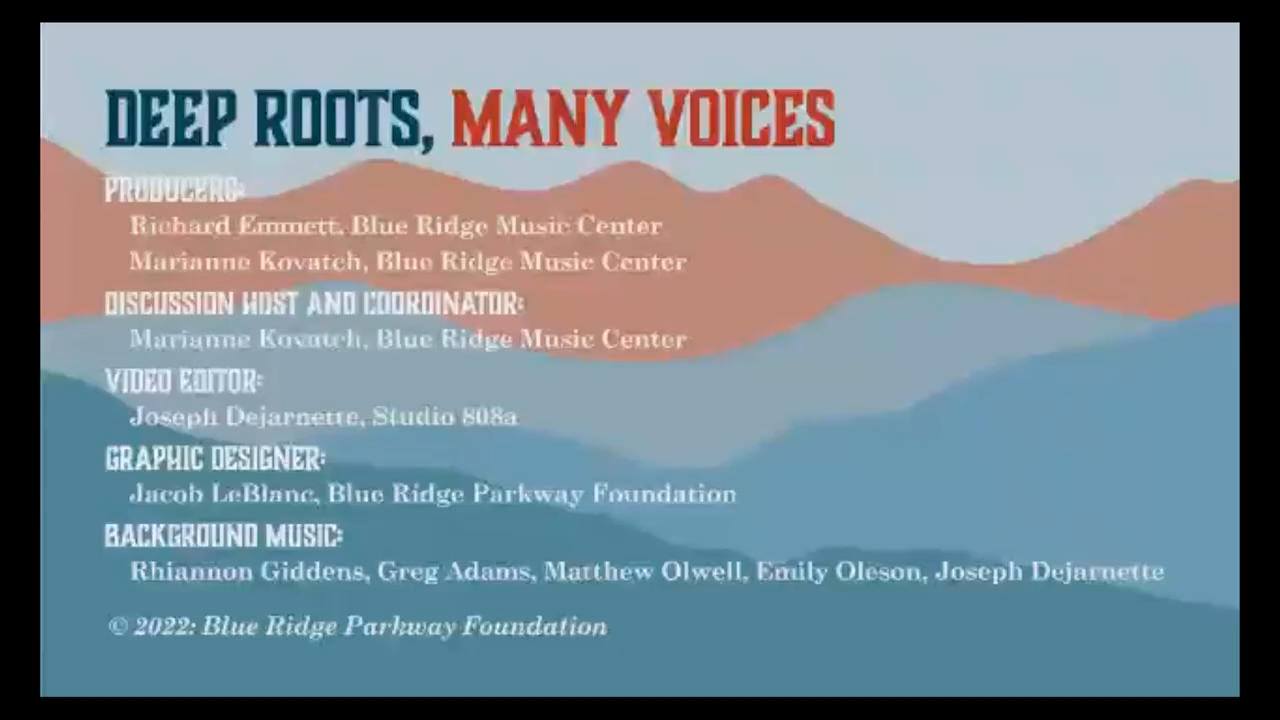 DEEP ROOTS, MANY VOICES
PRODUCERS:
Richard Emmett, Blue Ridge Music Center
Marianne Kovatch, Blue Ridge Music Center
DISCUSSION HOST AND COORDINATOR:
Marianne Kovatch, Blue Ridge Music Center
VIDEO EDITOR:
Joseph Dejarnette, Studio 808a
GRAPHIC DESIGNER:
Jacob LeBlanc, Blue Ridge Parkway Foundation
BACKGROUND MUSIC:
Rhiannon Giddens, Greg Adams, Matthew Olwell, Emily Oleson, Joseph Dejarnette
© 2022: Blue Ridge Parkway Foundation